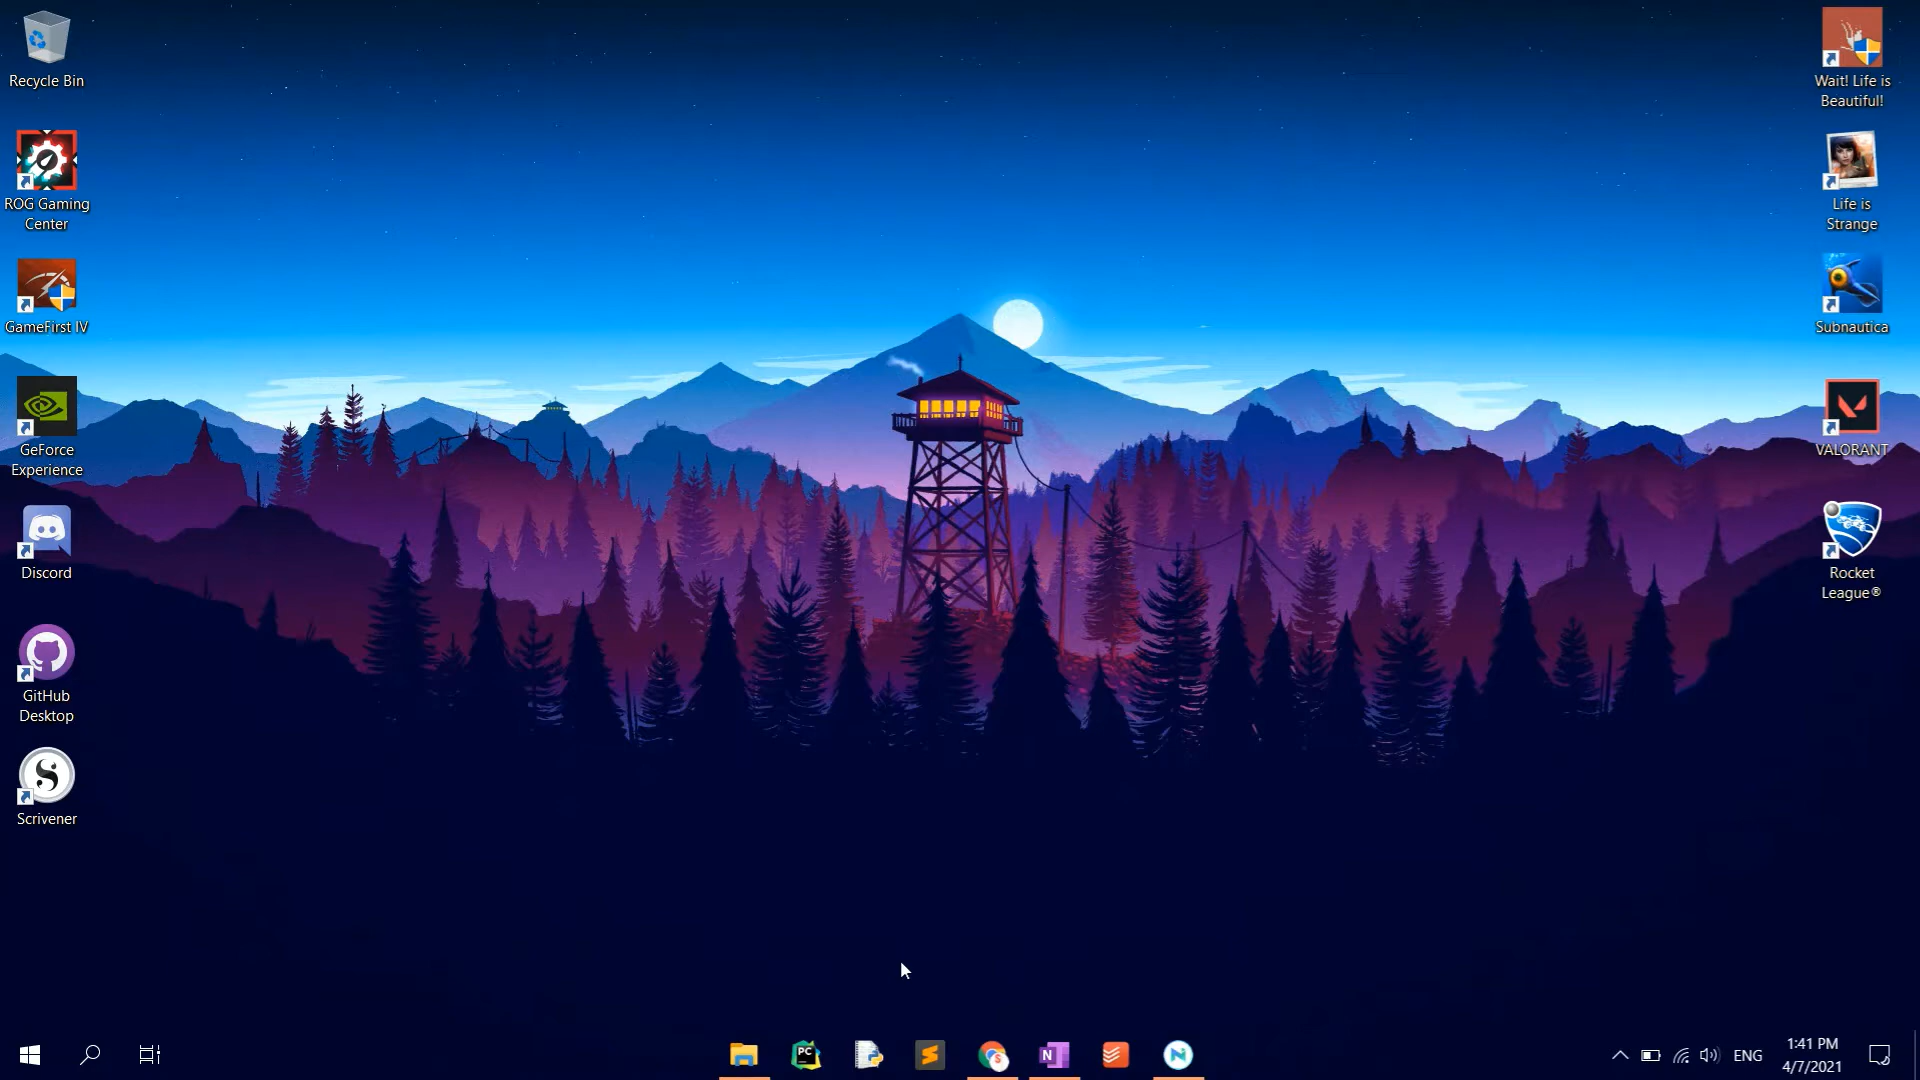 Recycle Bin
ROG Gaming
Center
GameFirst IV
GeForce
Experience
Discord
GitHub
Desktop
Scrivener
Wait! Life is
Beautiful!
Life is
Strange
Subnautica
VALORANT
Rocket
League®
PC
N
ENG
1:41 PM
4/7/2021